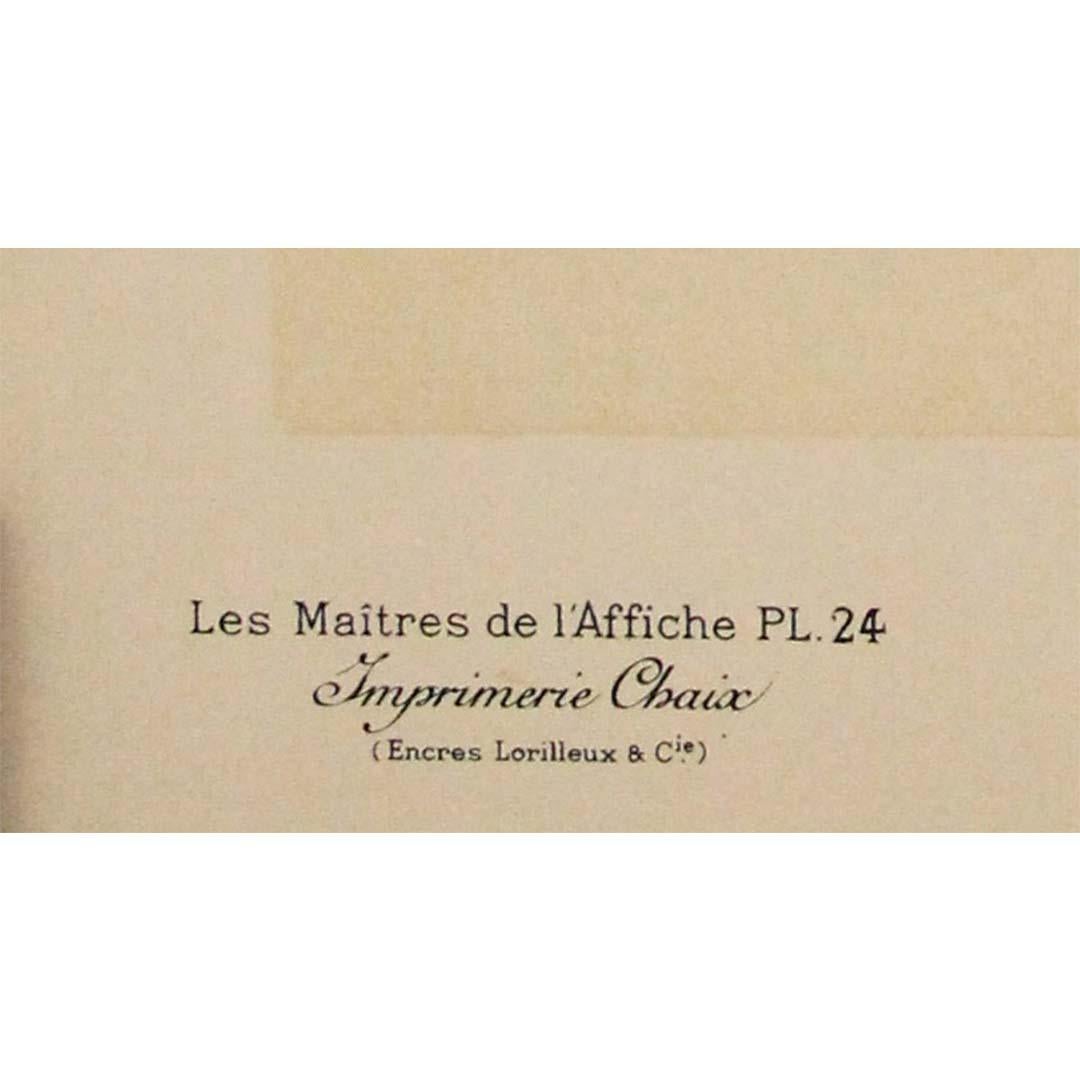 Les Maîtres de l'Affiche PL. 24
Imprimerie Chaix
(Encres Lorilleux & Cie)